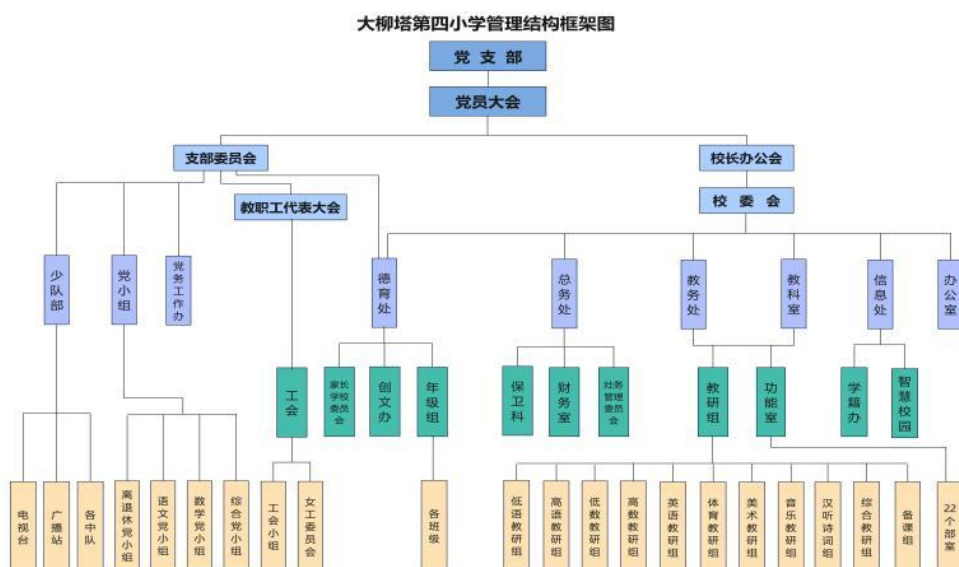 大柳塔第四小学管理结构框架图
党 支 部
党员大会
支部委员会
校长办公会
教职工代表大会
校 委 会
少队部
党小组
党务工作办
德育处
总务处
教务处
教科室
信息处
办公室
工会
家长学校委员会
创文办
年级组
保卫科
财务室
灶务管理委员会
教研组
功能室
学籍办
智慧校园
电视台
广播站
各中队
离退休党小组
语文党小组
数学党小组
综合党小组
工会小组
女工委员会
各班级
低语教研组
高语教研组
低数教研组
高数教研组
英语教研组
体育教研组
美术教研组
音乐教研组
汉听诗词组
综合教研组
备课组
22个部室